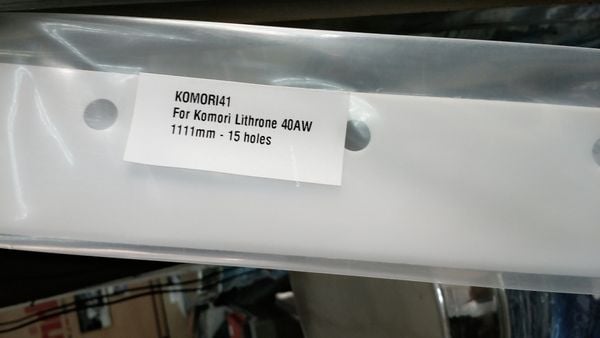 KOMORI41
For Komori Lithrone 40AW
1111mm - 15 holes